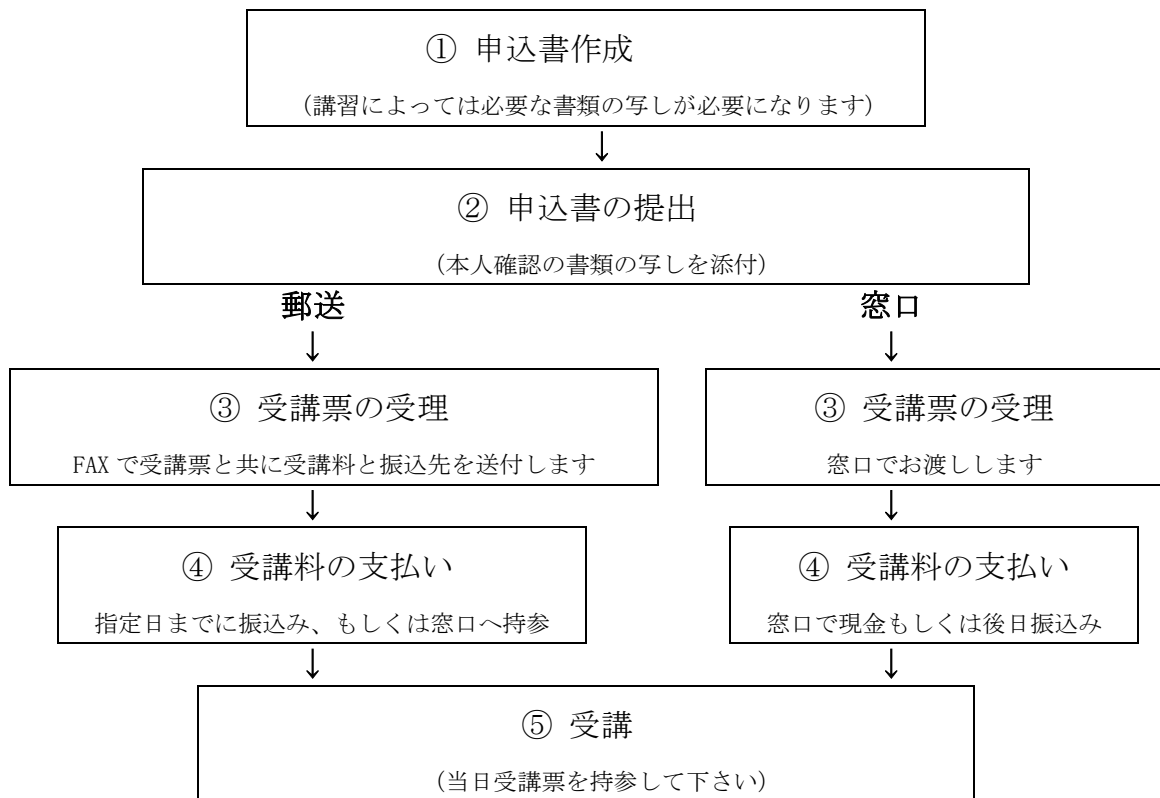 ① 申込書作成
(講習によっては必要な書類の写しが必要になります)
↓
② 申込書の提出
(本人確認の書類の写しを添付)
郵送
窓口
↓
↓
③ 受講票の受理
FAXで受講票と共に受講料と振込先を送付します
③ 受講票の受理
窓口でお渡しします
↓
↓
④ 受講料の支払い
指定日までに振込み、もしくは窓口へ持参
④ 受講料の支払い
窓口で現金もしくは後日振込み
↓
↓
⑤ 受講
(当日受講票を持参して下さい)